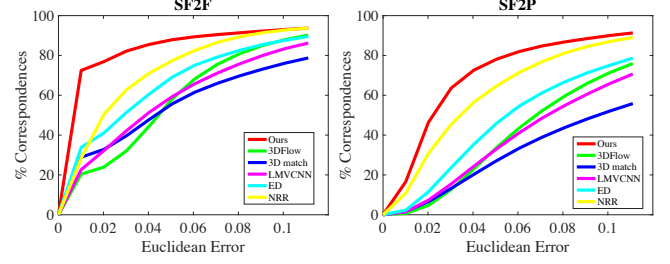 SF2F
% Correspondences
100
80
60
40
20
0
0 0.02 0.04 0.06 0.08 0.1
Euclidean Error
Ours
3DFlow
3D match
LMVCNN
ED
NRR
SF2P
% Correspondences
100
80
60
40
20
0
0 0.02 0.04 0.06 0.08 0.1
Euclidean Error
Ours
3DFlow
3D match
LMVCNN
ED
NRR